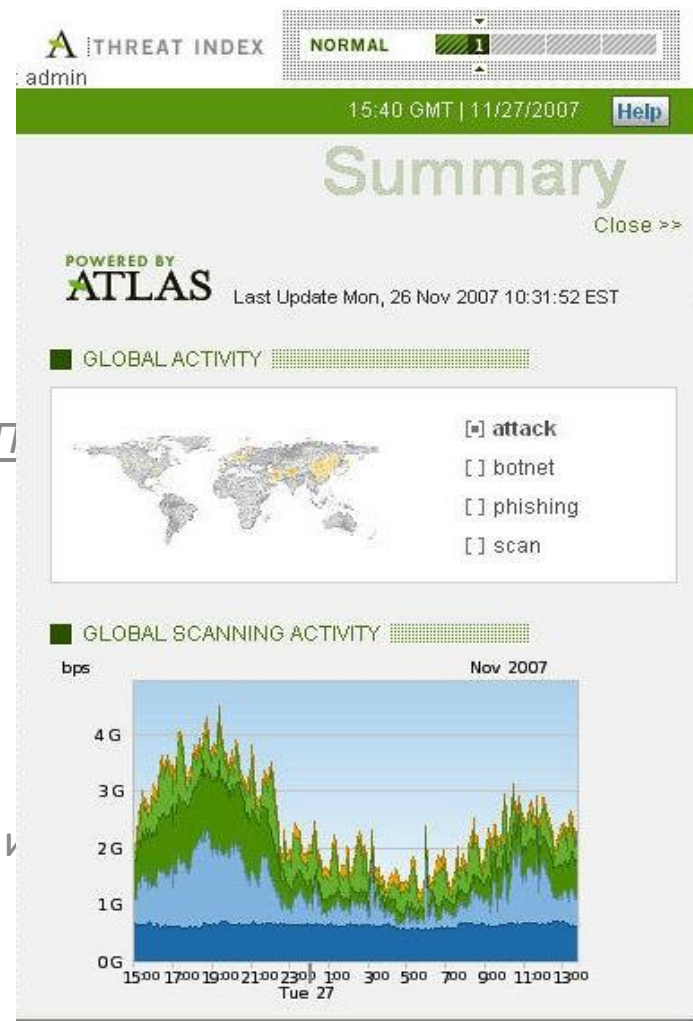 THREAT INDEX NORMAL 1
: admin
15:40 GMT | 11/27/2007 Help
Summary
Close >>
POWERED BY
ATLAS Last Update Mon, 26 Nov 2007 10:31:52 EST
GLOBAL ACTIVITY
[▪] attack
[ ] botnet
[ ] phishing
[ ] scan
GLOBAL SCANNING ACTIVITY
bps Nov 2007
4 G
3 G
2 G
1 G
0 G
15:00 17:00 19:00 21:00 23:00 1:00 3:00 5:00 7:00 9:00 11:00 13:00
Tue 27